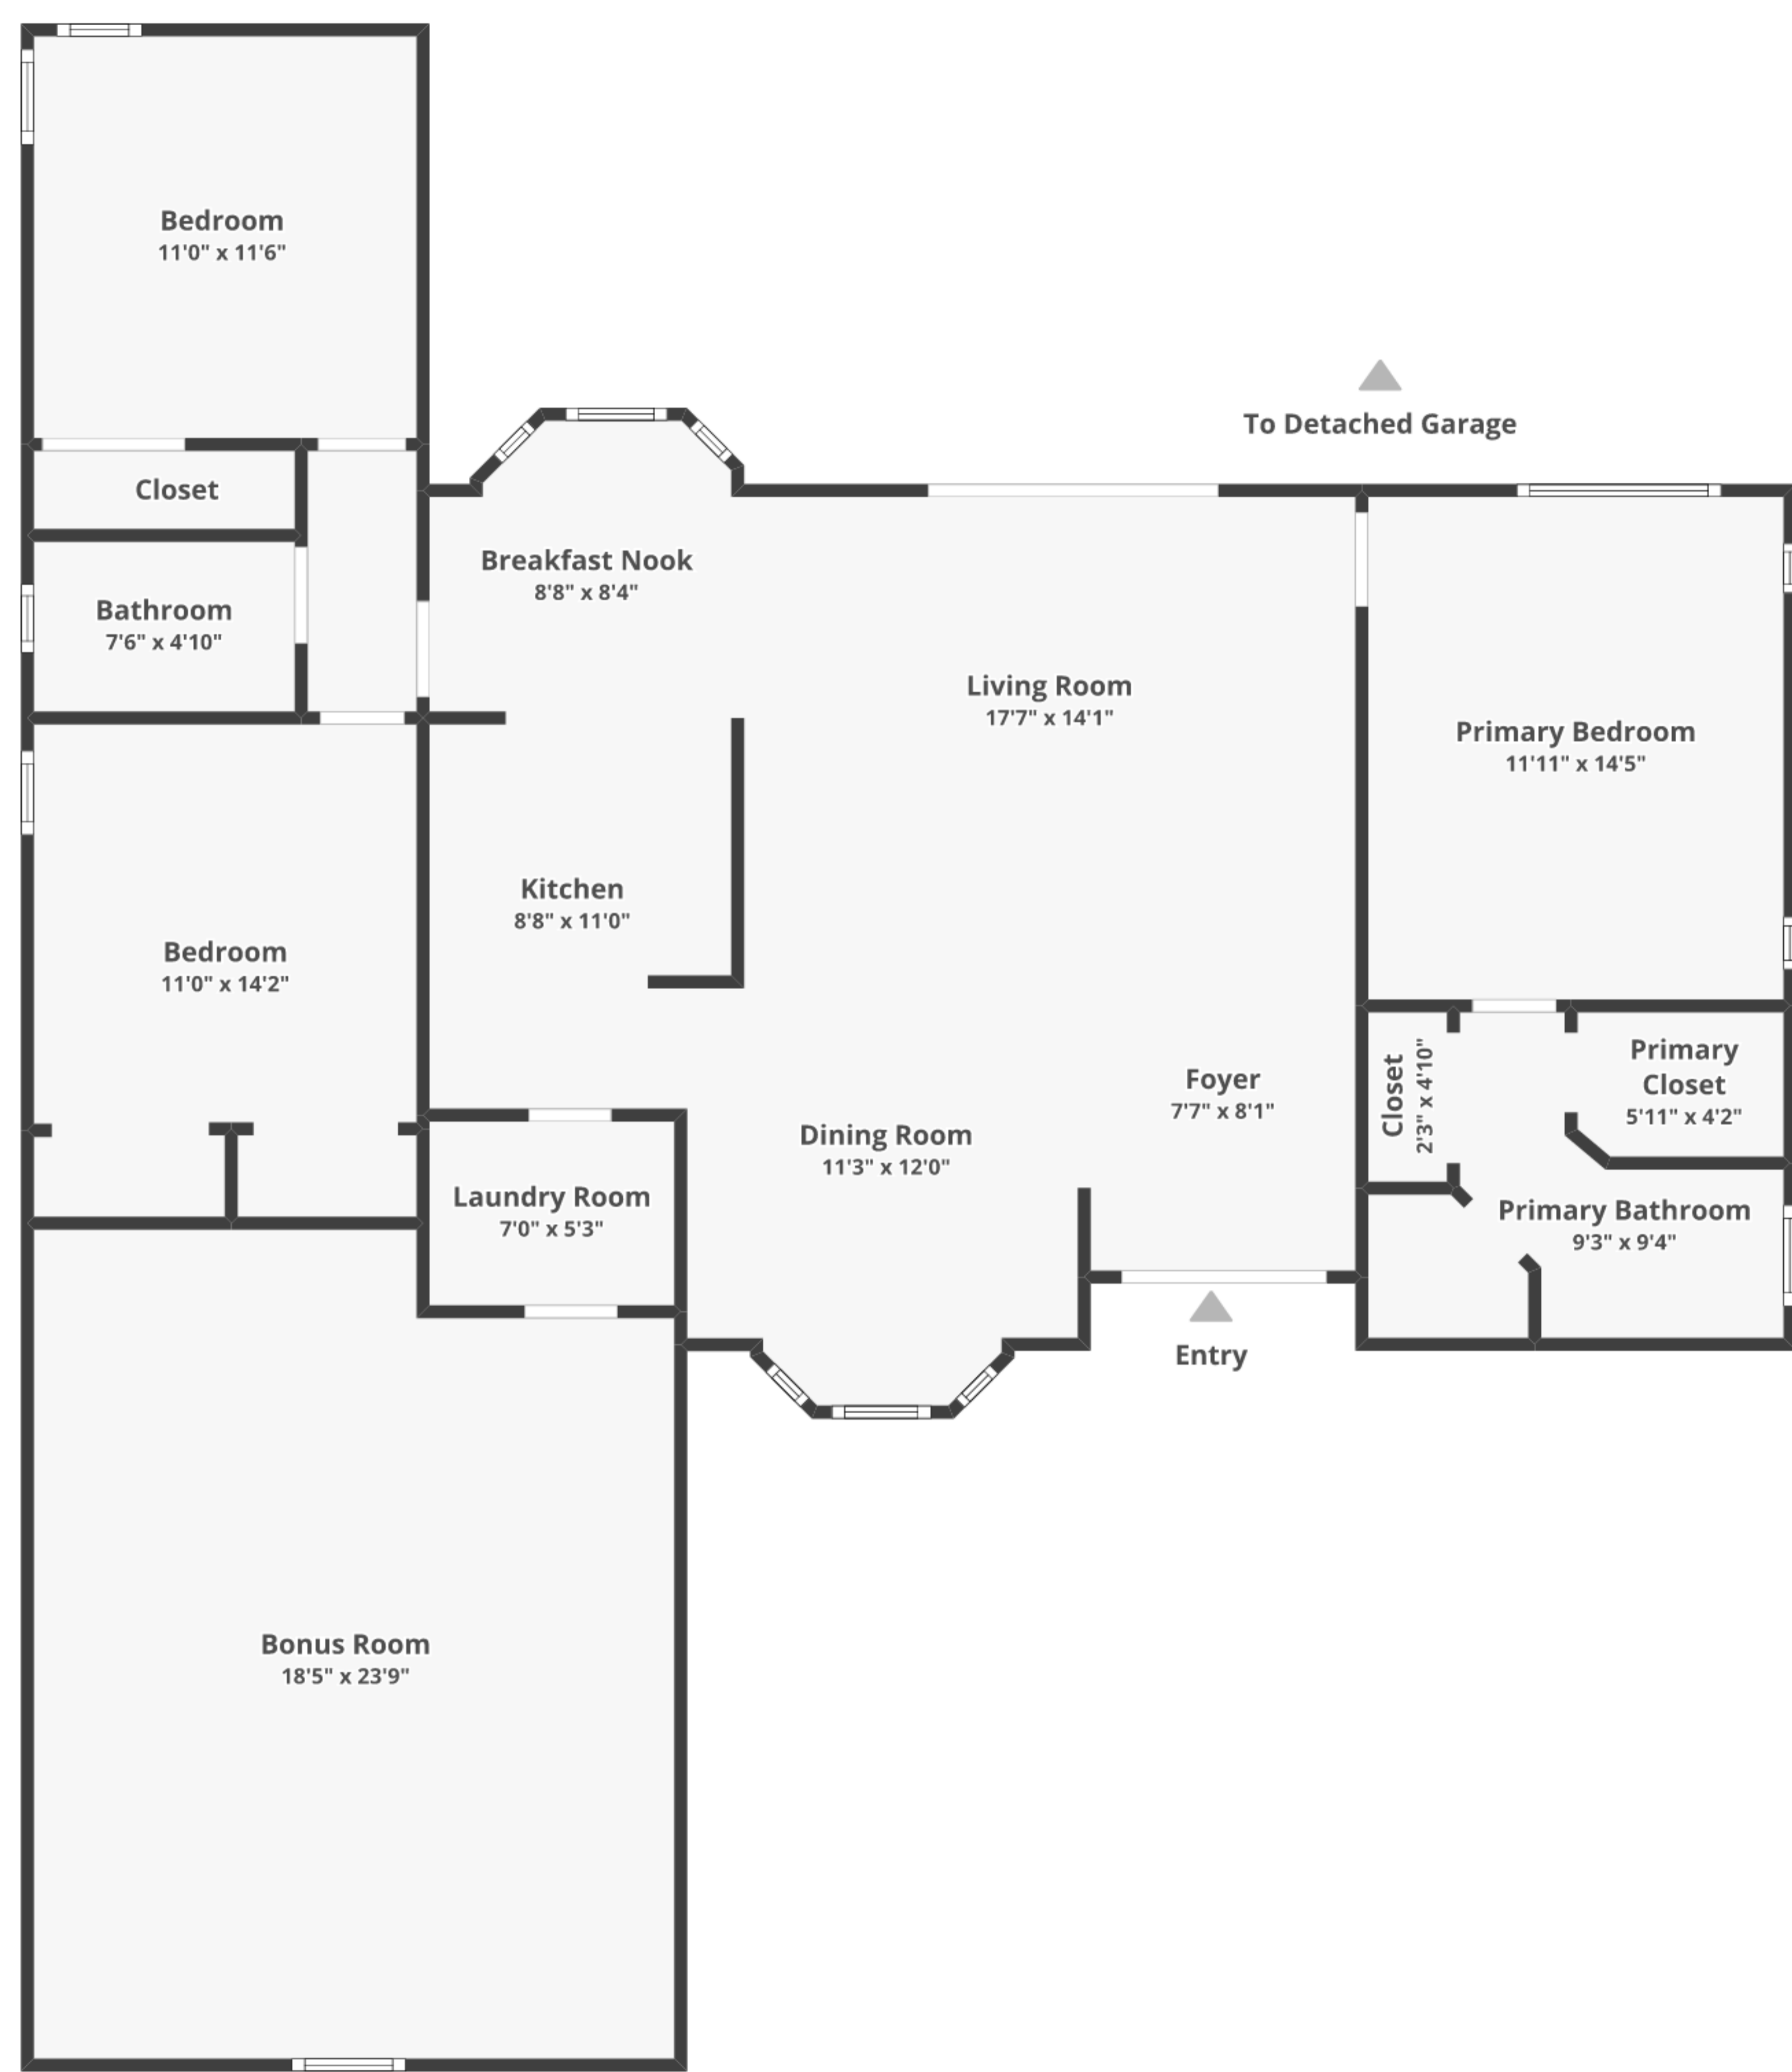 Bedroom
11'0" x 11'6"
To Detached Garage
Closet
Breakfast Nook
8'8" x 8'4"
Bathroom
7'6" x 4'10"
Living Room
17'7" x 14'1"
Primary Bedroom
11'11" x 14'5"
Kitchen
8'8" x 11'0"
Bedroom
11'0" x 14'2"
Closet
2'3" x 4'10"
Primary
Closet
5'11" x 4'2"
Foyer
7'7" x 8'1"
Dining Room
11'3" x 12'0"
Laundry Room
7'0" x 5'3"
Primary Bathroom
9'3" x 9'4"
Entry
Bonus Room
18'5" x 23'9"